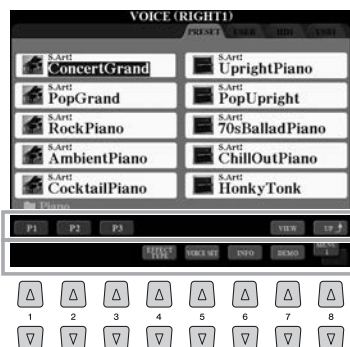 VOICE (RIGHT1)
PRESET USER HD1 USB1
S.Art!
ConcertGrand
S.Art!
UprightPiano
S.Art!
PopGrand
S.Art!
PopUpright
S.Art!
RockPiano
S.Art!
70sBalladPiano
S.Art!
AmbientPiano
S.Art!
ChillOutPiano
S.Art!
CocktailPiano
S.Art!
HonkyTonk
Piano
P1 P2 P3 VIEW UP
EFFECT TYPE VOICE SET INFO DEMO MENU 1
1 2 3 4 5 6 7 8